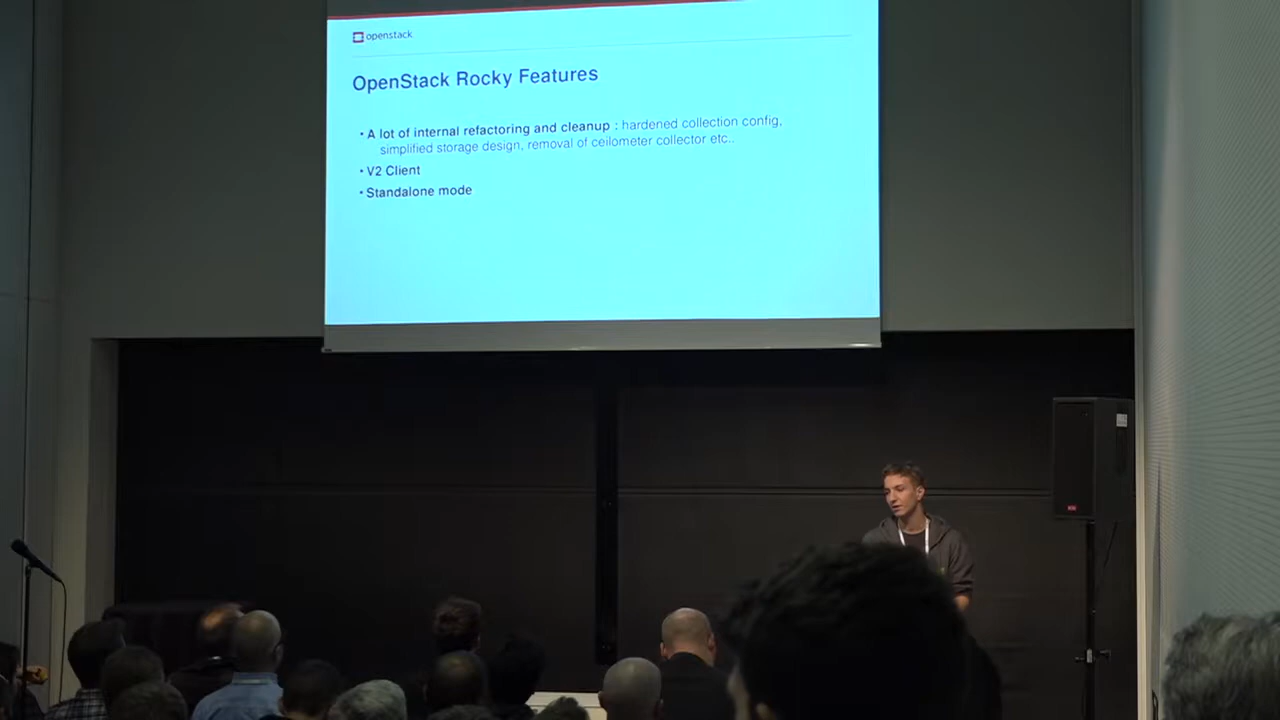 openstack.
OpenStack Rocky Features
• A lot of internal refactoring and cleanup : hardened collection config,
simplified storage design, removal of ceilometer collector etc..
• V2 Client
• Standalone mode